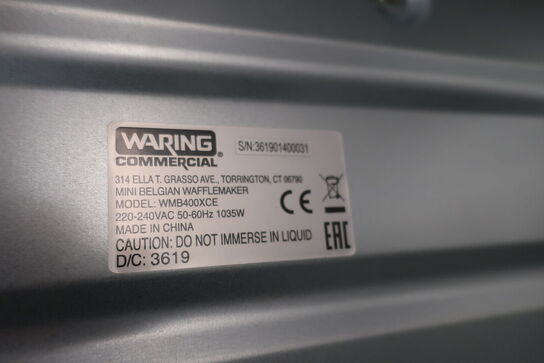 WARING
COMMERCIAL
S/N:361901400031
314 ELLA T. GRASSO AVE., TORRINGTON, CT 06790
MINI BELGIAN WAFFLEMAKER
MODEL: WMB400XCE
220-240VAC 50-60Hz 1035W
MADE IN CHINA
CAUTION: DO NOT IMMERSE IN LIQUID
D/C: 3619
CE
EAC